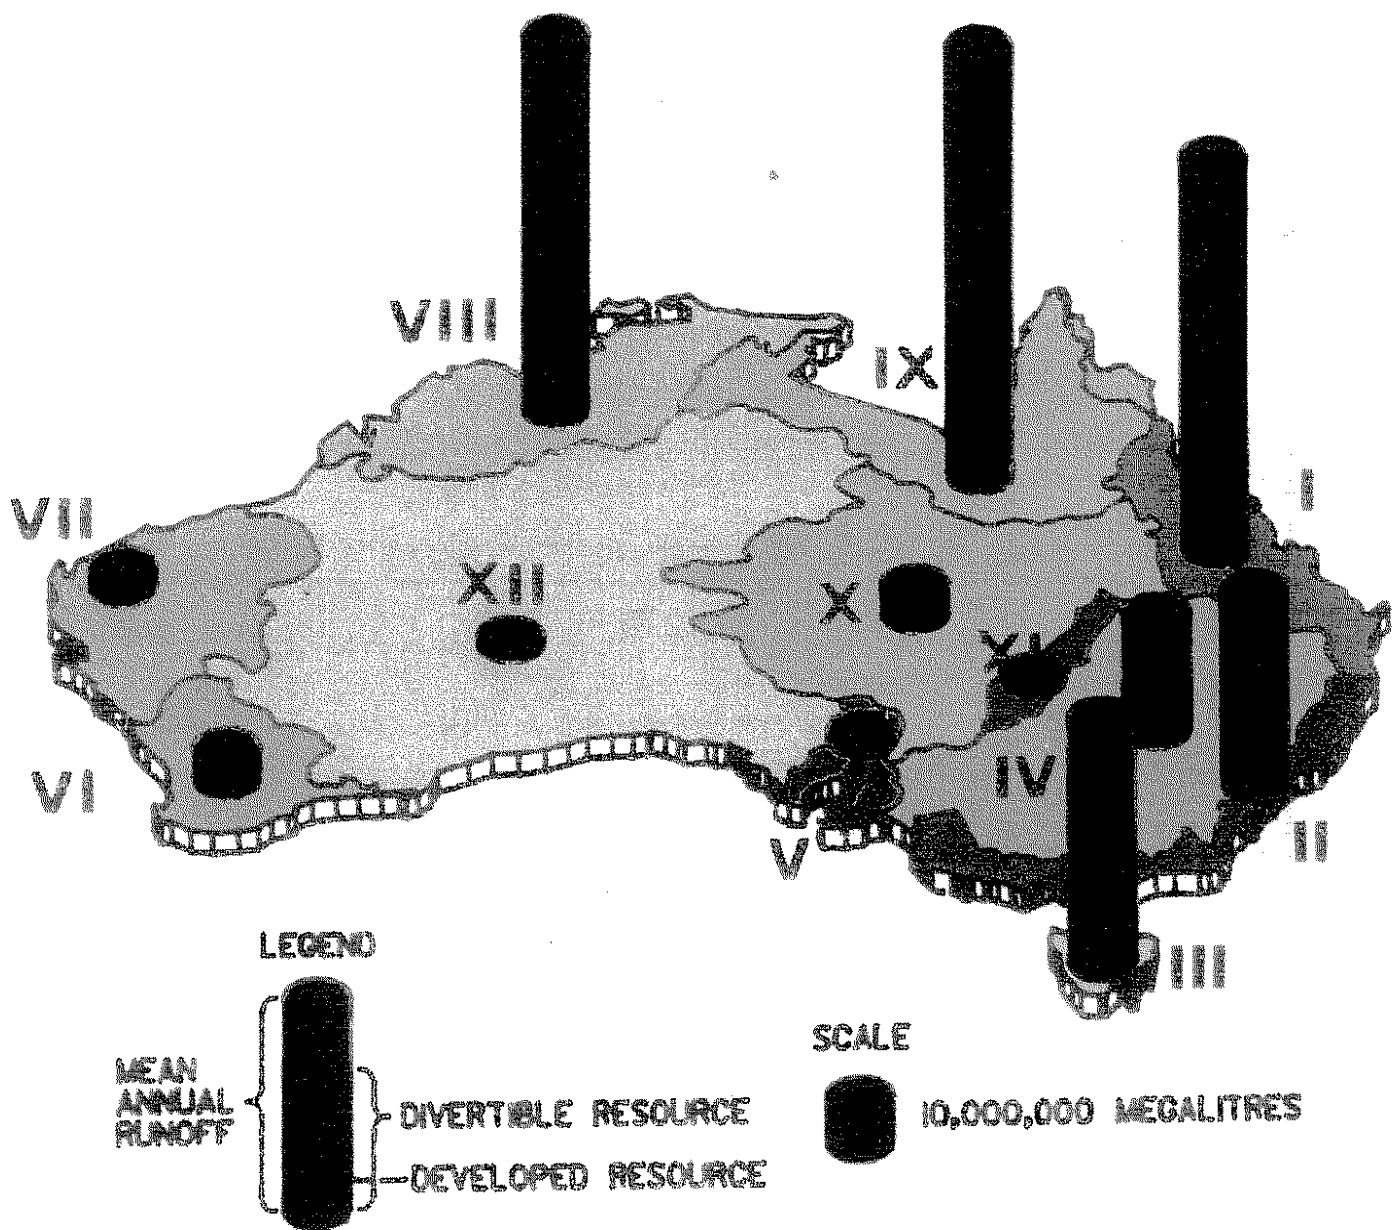 VIII
IX
I
VII
XII
X
XI
VI
IV
V
II
III
LEGEND
MEAN
ANNUAL
RUNOFF
DIVERTIBLE RESOURCE
DEVELOPED RESOURCE
SCALE
10,000,000 MEGALITRES